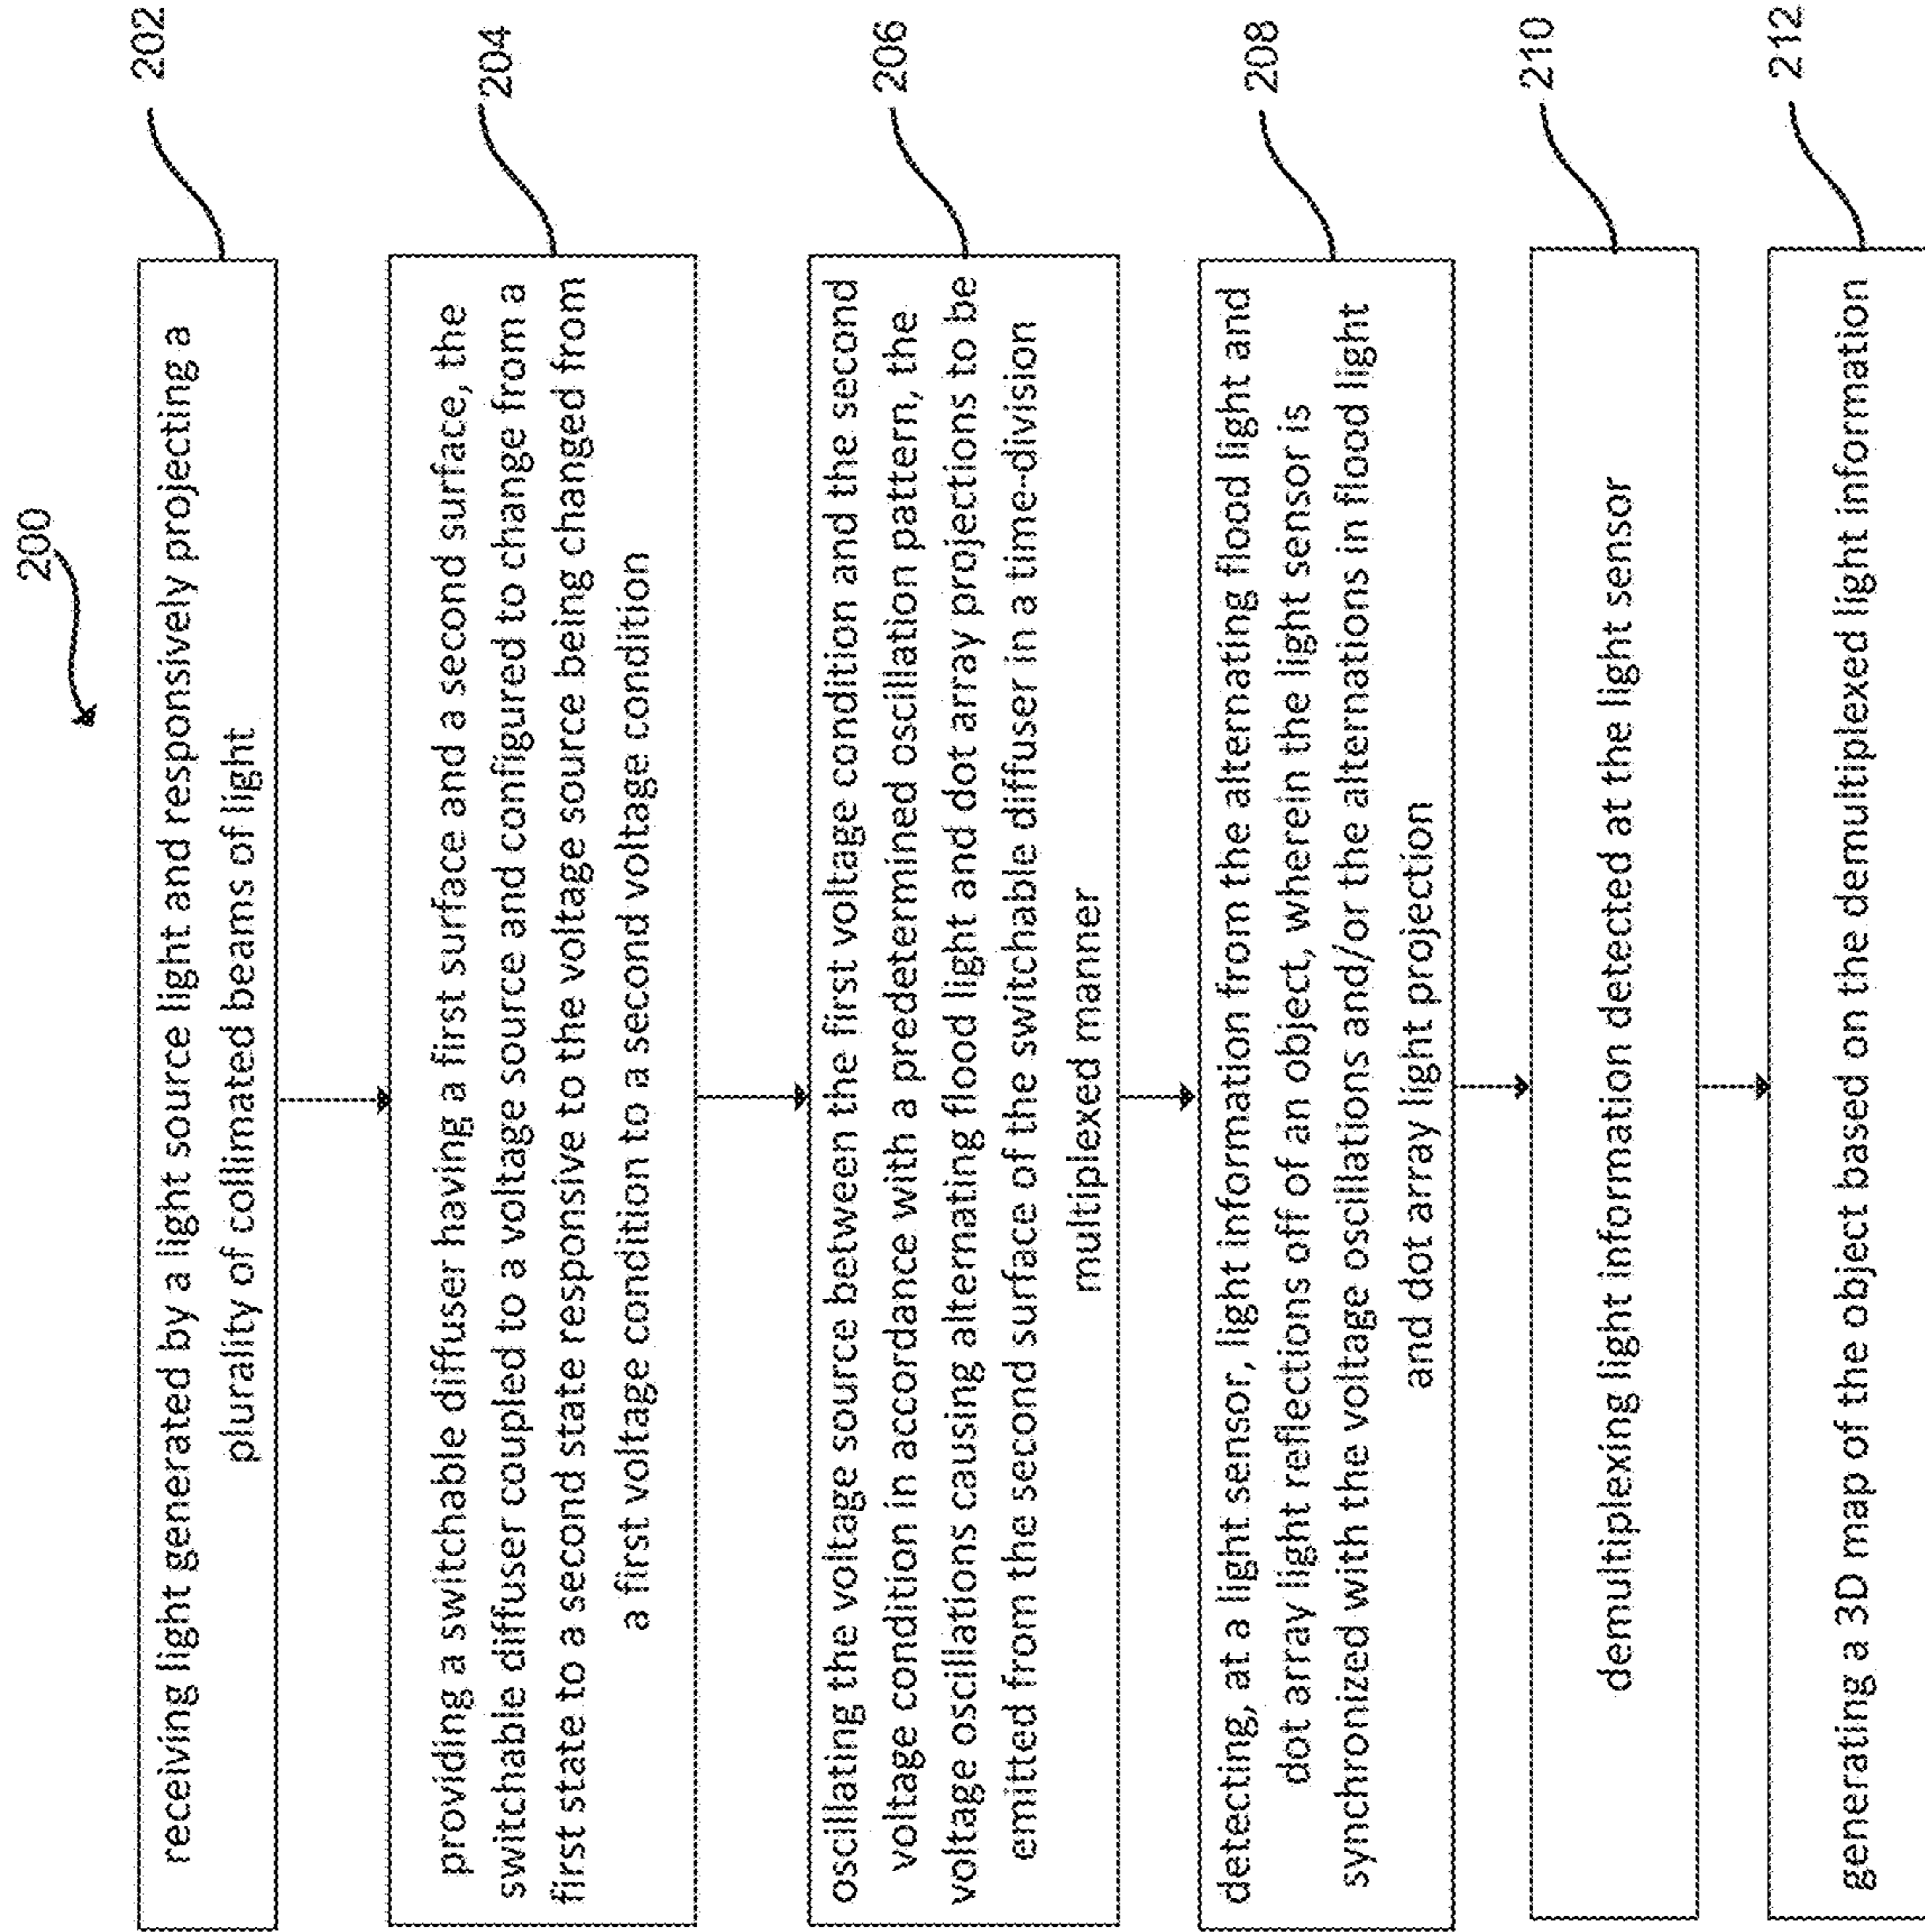 200
receiving light generated by a light source light and responsively projecting a
plurality of collimated beams of light
202
providing a switchable diffuser having a first surface and a second surface, the
switchable diffuser coupled to a voltage source and configured to change from a
first state to a second state responsive to the voltage source being changed from
a first voltage condition to a second voltage condition
204
oscillating the voltage source between the first voltage condition and the second
voltage condition in accordance with a predetermined oscillation pattern, the
voltage oscillations causing alternating flood light and dot array projections to be
emitted from the second surface of the switchable diffuser in a time-division
multiplexed manner
206
detecting, at a light sensor, light information from the alternating flood light and
dot array light reflections off of an object, wherein the light sensor is
synchronized with the voltage oscillations and/or the alternations in flood light
and dot array light projection
208
demultiplexing light information detected at the light sensor
210
generating a 3D map of the object based on the demultiplexed light information
212